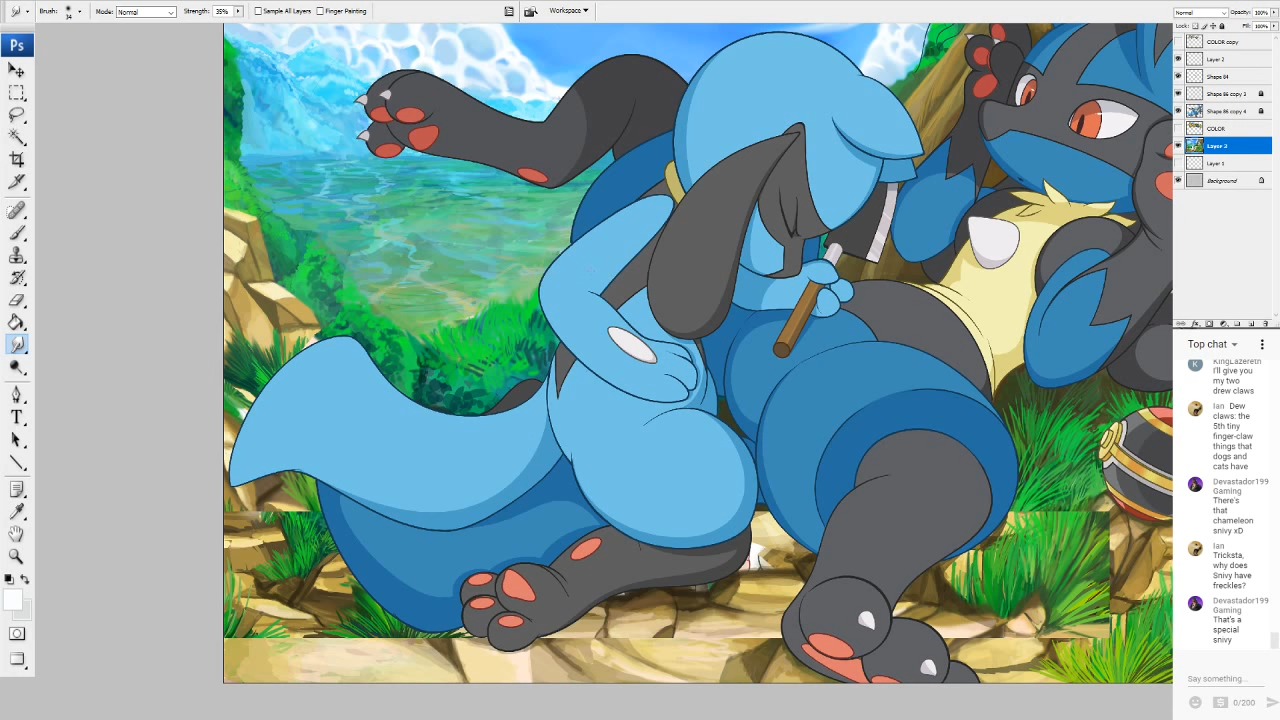 Brush: 14
Mode: Normal
Strength: 35%
Sample All Layers
Finger Painting
Workspace
Ps
Normal
Opacity: 100%
Lock:
Fill: 100%
COLOR copy
Layer 2
Shape 84
Shape 86 copy 3
Shape 86 copy 4
COLOR
Layer 3
Layer 1
Background
Top chat
K KingLazereth
I'll give you
my two
drew claws
Ian Dew
claws: the
5th tiny
finger-claw
things that
dogs and
cats have
Devastador199
Gaming
There's
that
chameleon
snivy xD
Ian
Tricksta,
why does
Snivy have
freckles?
Devastador199
Gaming
That's a
special
snivy
Say something...
0/200